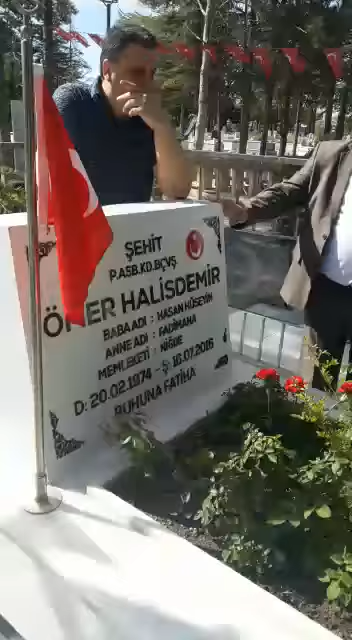 ŞEHİT
P.ASB.KD.BÇVŞ
ÖMER HALİSDEMİR
BABA ADI : HASAN HÜSEYİN
ANNE ADI : FADİMANA
MEMLEKETİ : NİĞDE
D: 20.02.1974 - Ş: 16.07.2016
RUHUNA FATİHA